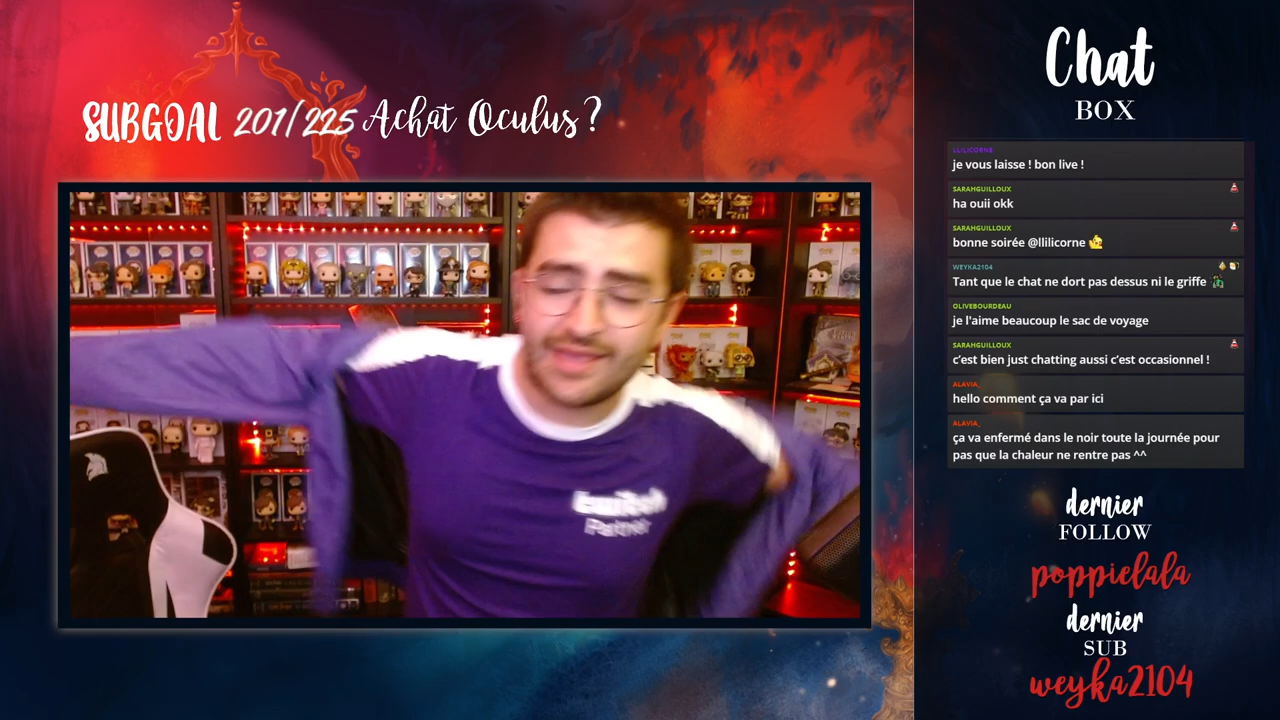 SUBGOAL 201/225 Achat Oculus ?
Twitch
Partner
Chat
BOX
LLILICORNE
je vous laisse ! bon live !
SARAHGUILLOUX
ha ouii okk
SARAHGUILLOUX
bonne soirée @llilicorne
WEYKA2104
Tant que le chat ne dort pas dessus ni le griffe
OLIVEBOURDEAU
je l'aime beaucoup le sac de voyage
SARAHGUILLOUX
c'est bien just chatting aussi c'est occasionnel !
ALAVIA_
hello comment ça va par ici
ALAVIA_
ça va enfermé dans le noir toute la journée pour
pas que la chaleur ne rentre pas ^^
dernier
FOLLOW
poppielala
dernier
SUB
weyka2104